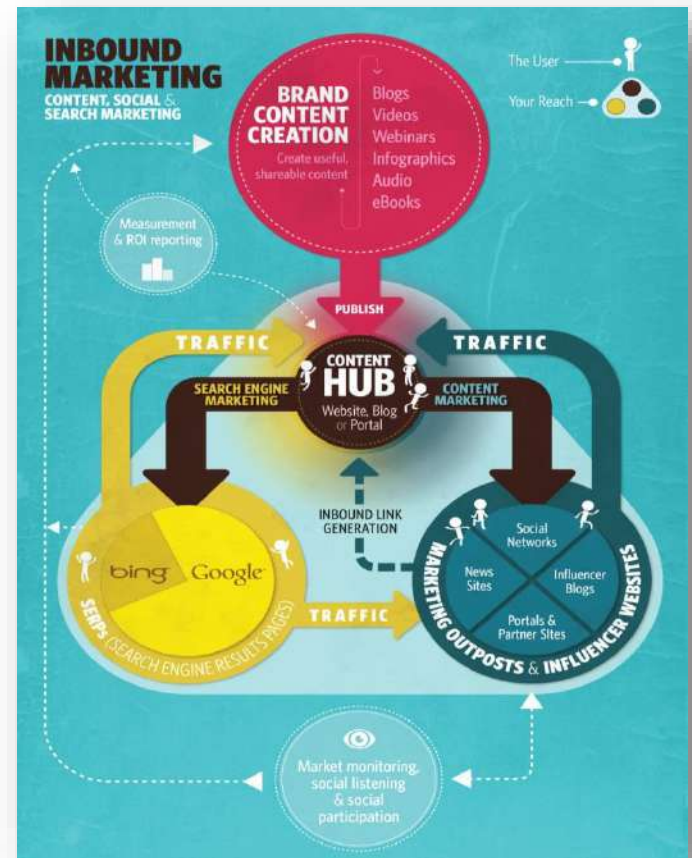 INBOUND
MARKETING
CONTENT, SOCIAL &
SEARCH MARKETING
The User
Your Reach
BRAND
CONTENT
CREATION
Create useful,
shareable content
Blogs
Videos
Webinars
Infographics
Audio
eBooks
Measurement
& ROI reporting
PUBLISH
TRAFFIC
TRAFFIC
CONTENT
HUB
Website, Blog
or Portal
SEARCH ENGINE
MARKETING
CONTENT
MARKETING
INBOUND LINK
GENERATION
bing
Google
SERPs (SEARCH ENGINE RESULTS PAGES)
TRAFFIC
Social
Networks
News
Sites
Influencer
Blogs
Portals &
Partner Sites
MARKETING OUTPOSTS & INFLUENCER WEBSITES
Market monitoring,
social listening
& social
participation